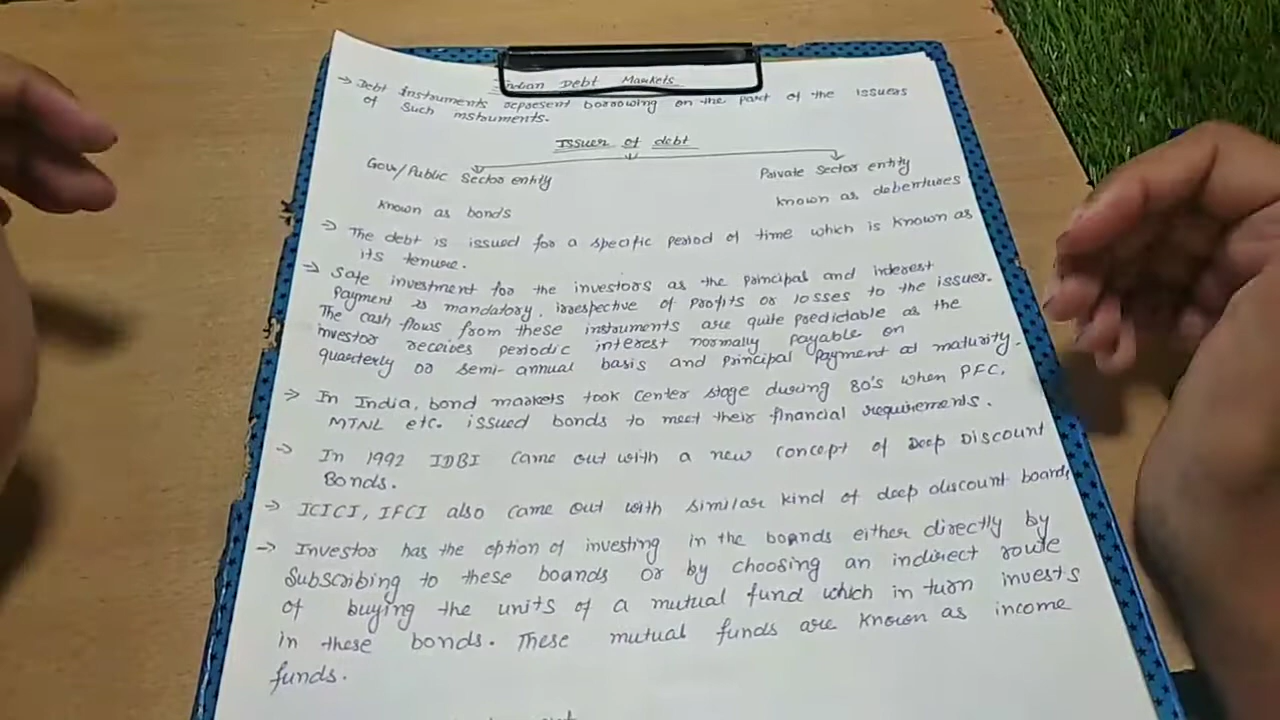 Indian Debt Markets
→ Debt Instruments represent borrowing on the part of the issuers
of such instruments.
Issuer of debt
Gov/Public Sector entity
Private Sector entity
known as bonds
known as debentures
→ The debt is issued for a specific period of time which is known as
its tenure.
→ Safe investment for the investors as the principal and interest
payment is mandatory, irrespective of profits or losses to the issuer.
The cash flows from these instruments are quite predictable as the
investor receives periodic interest normally payable on
quarterly or semi-annual basis and principal payment at maturity.
→ In India, bond markets took center stage during 80's when PFC,
MTNL etc. issued bonds to meet their financial requirements.
→ In 1992 IDBI came out with a new concept of Deep Discount
Bonds.
→ ICICI, IFCI also came out with similar kind of deep discount boands
→ Investor has the option of investing in the boands either directly by
subscribing to these boands or by choosing an indirect route
of buying the units of a mutual fund which in turn invests
in these bonds. These mutual funds are known as income
funds.